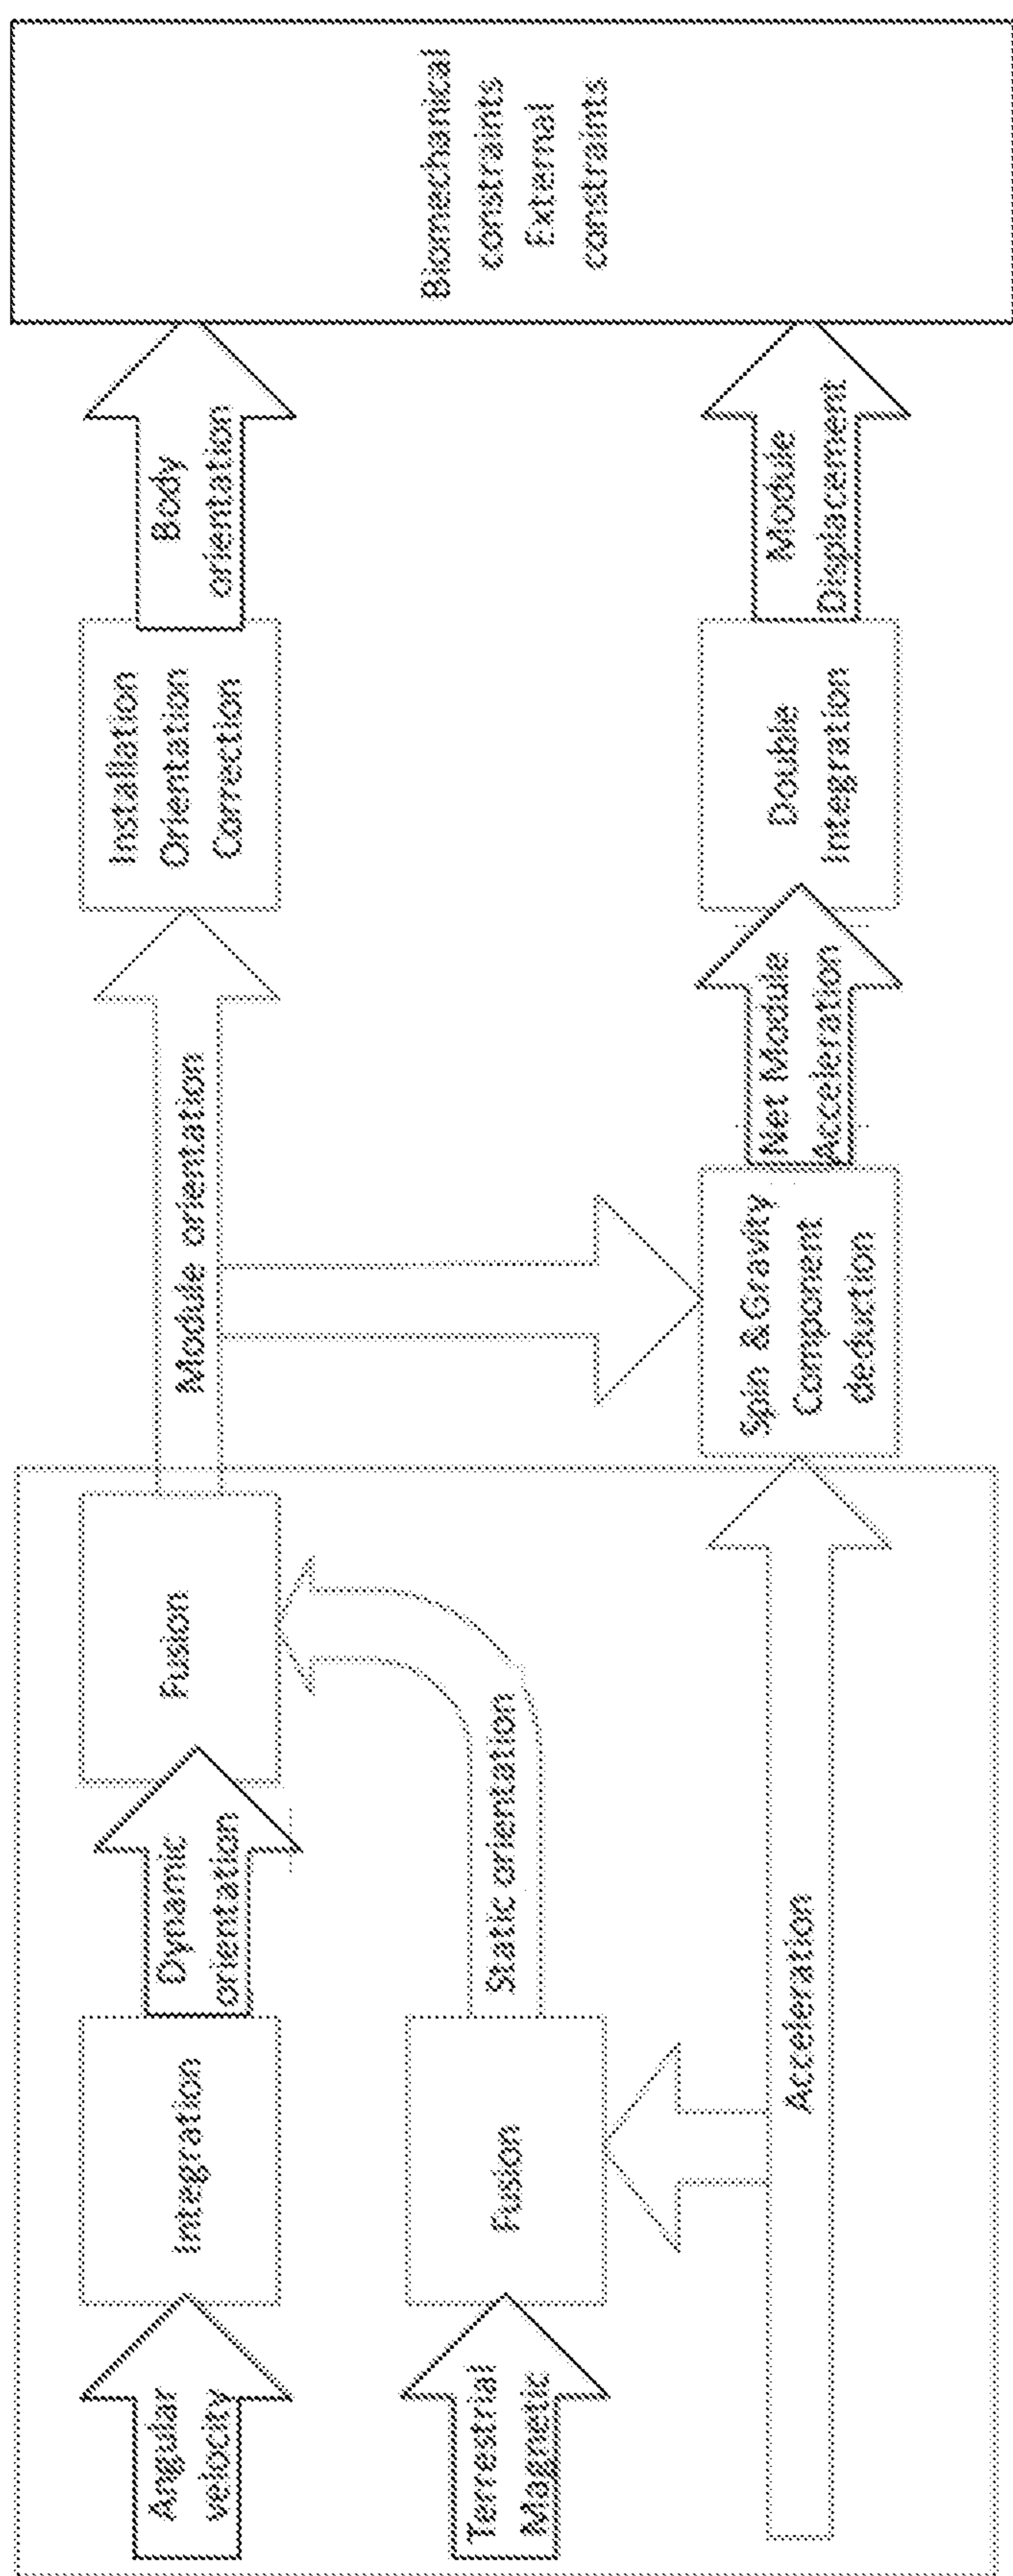 Angular
velocity
Integration
Dynamic
orientation
Fusion
Module orientation
Installation
Orientation
Correction
Body
orientation
Terrestrial
Magnetic
Fusion
Static orientation
Acceleration
Spin &Gravity
Component
deduction
Net Module
Acceleration
Double
Integration
Module
Displacement
Biomechanical
constraints
External
constraints